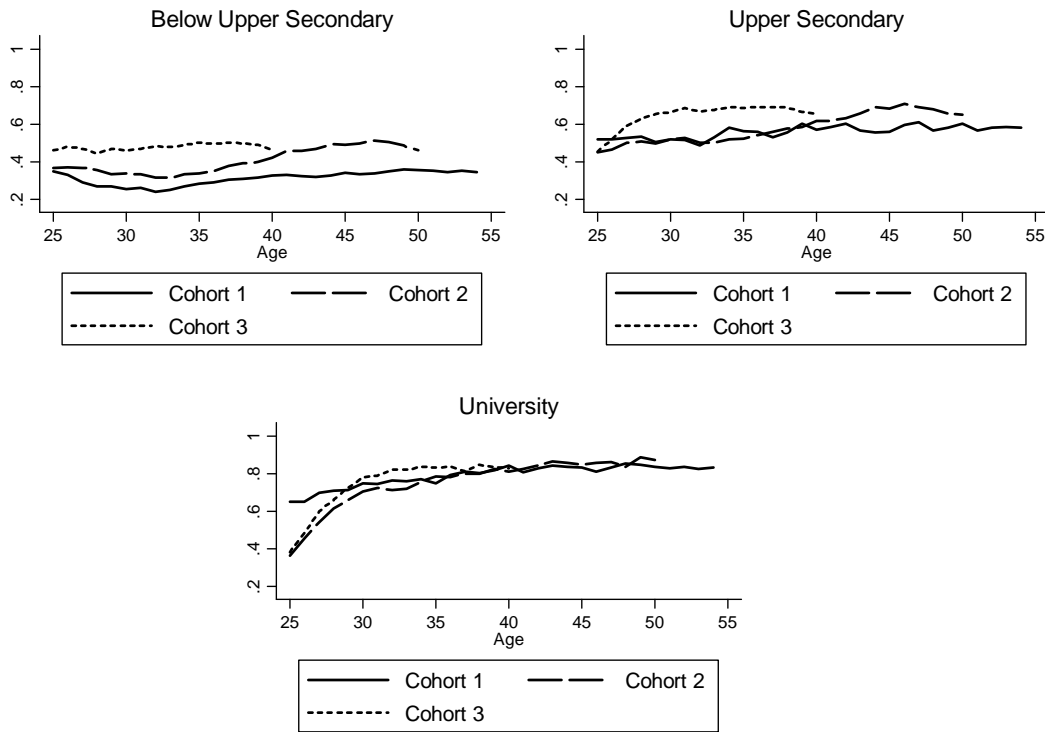 Below Upper Secondary
1
.8
.6
.4
.2
25 30 35 40 45 50 55
Age
Cohort 1 Cohort 2
Cohort 3
Upper Secondary
1
.8
.6
.4
.2
25 30 35 40 45 50 55
Age
Cohort 1 Cohort 2
Cohort 3
University
1
.8
.6
.4
.2
25 30 35 40 45 50 55
Age
Cohort 1 Cohort 2
Cohort 3